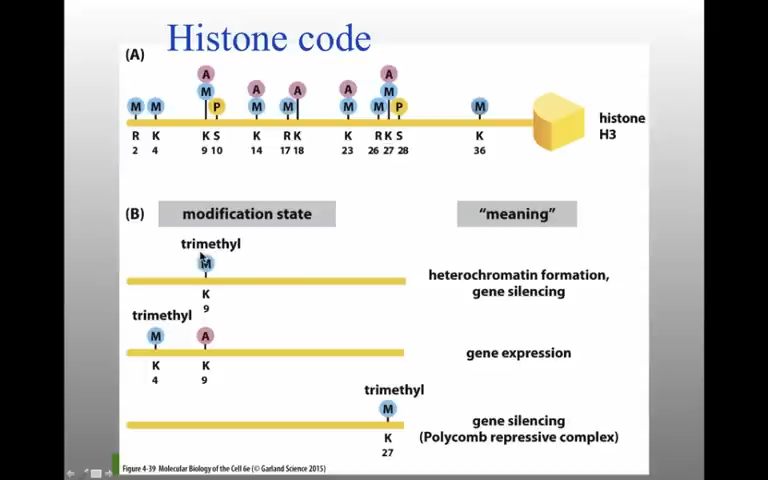 Histone code
(A)
A A
M A A A M
M M P M M M P M
R K K S K R K K R K S K
2 4 9 10 14 17 18 23 26 27 28 36
histone
H3
(B) modification state "meaning"
trimethyl
M
K
9
heterochromatin formation,
gene silencing
trimethyl
M A
K K
4 9
gene expression
trimethyl
M
K
27
gene silencing
(Polycomb repressive complex)
Figure 4-39 Molecular Biology of the Cell 6e (© Garland Science 2015)